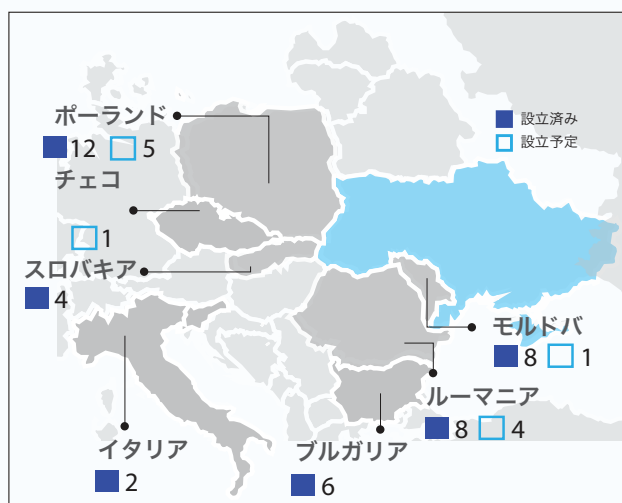 ポーランド
12 5
設立済み
設立予定
チェコ
1
スロバキア
4
モルドバ
8 1
ルーマニア
8 4
イタリア
2
ブルガリア
6